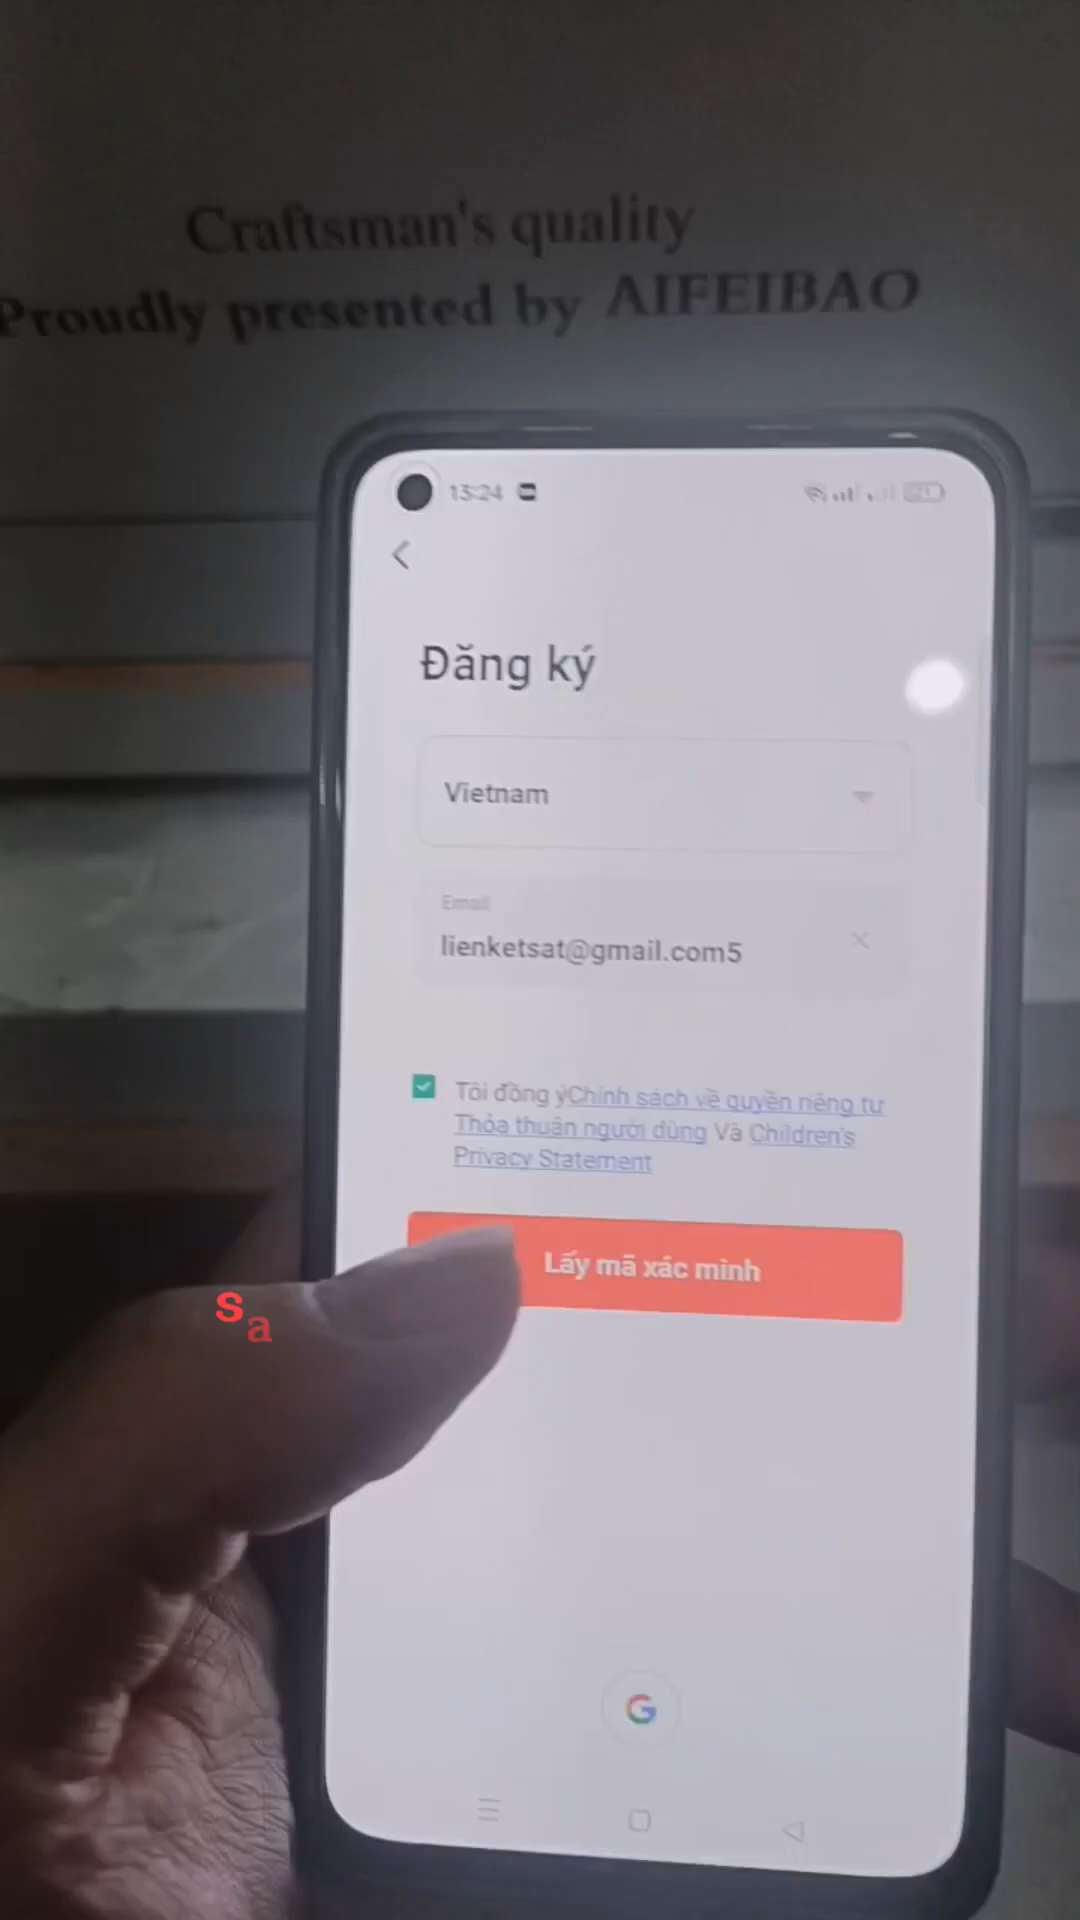 Craftsman's quality
Proudly presented by AIFEIBAO
13:24
Đăng ký
Vietnam
Email
lienketsat@gmail.com5
Tôi đồng ýChính sách về quyền riêng tư
Thỏa thuận người dùng Và Children's
Privacy Statement
Lấy mã xác minh
s
a
G